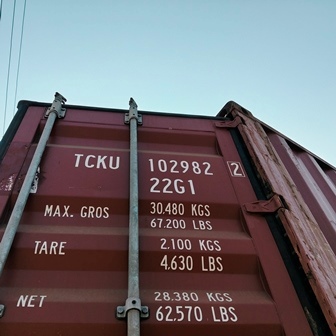 TCKU 102982 2
22G1
MAX. GROS 30.480 KGS
67.200 LBS
TARE 2.100 KGS
4.630 LBS
NET 28.380 KGS
62.570 LBS